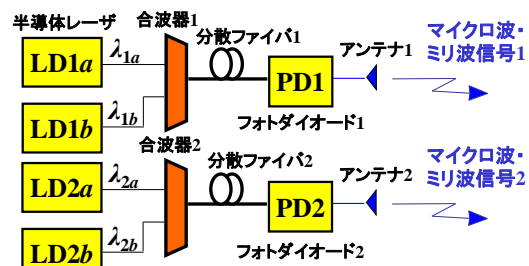 半導体レーザ
合波器1
分散ファイバ1
アンテナ1
マイクロ波・
ミリ波信号1
LD1a
λ1a
PD1
LD1b
λ1b
フォトダイオード1
合波器2
分散ファイバ2
アンテナ2
マイクロ波・
ミリ波信号2
LD2a
λ2a
PD2
LD2b
λ2b
フォトダイオード2